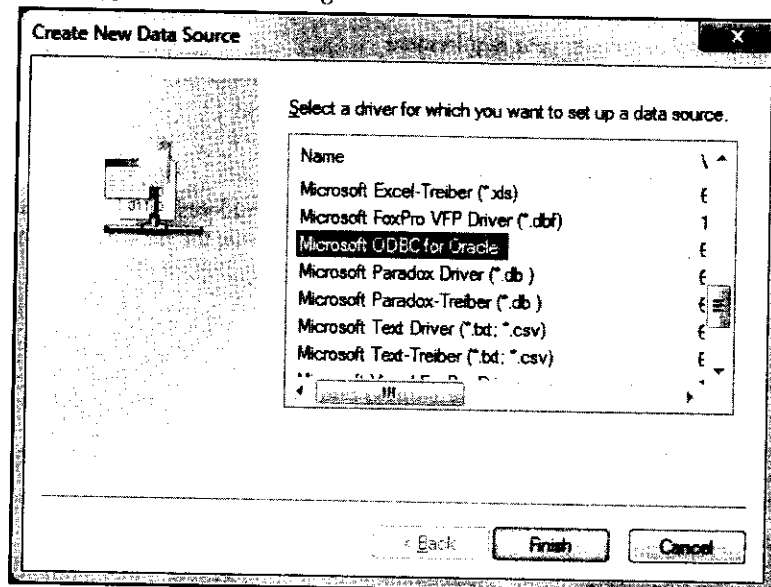 Create New Data Source
Select a driver for which you want to set up a data source.
Name
Microsoft Excel-Treiber (*.xls)
Microsoft FoxPro VFP Driver (*.dbf)
Microsoft ODBC for Oracle
Microsoft Paradox Driver (*.db )
Microsoft Paradox-Treiber (*.db )
Microsoft Text Driver (*.txt; *.csv)
Microsoft Text-Treiber (*.txt; *.csv)
< Back Finish Cancel